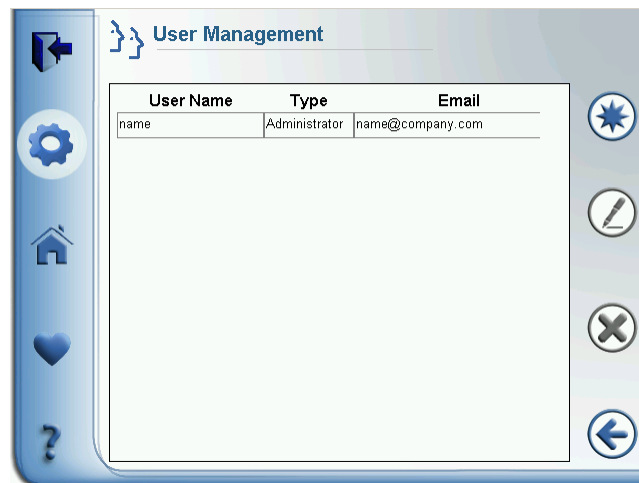 User Management
User Name Type Email
name Administrator name@company.com
?